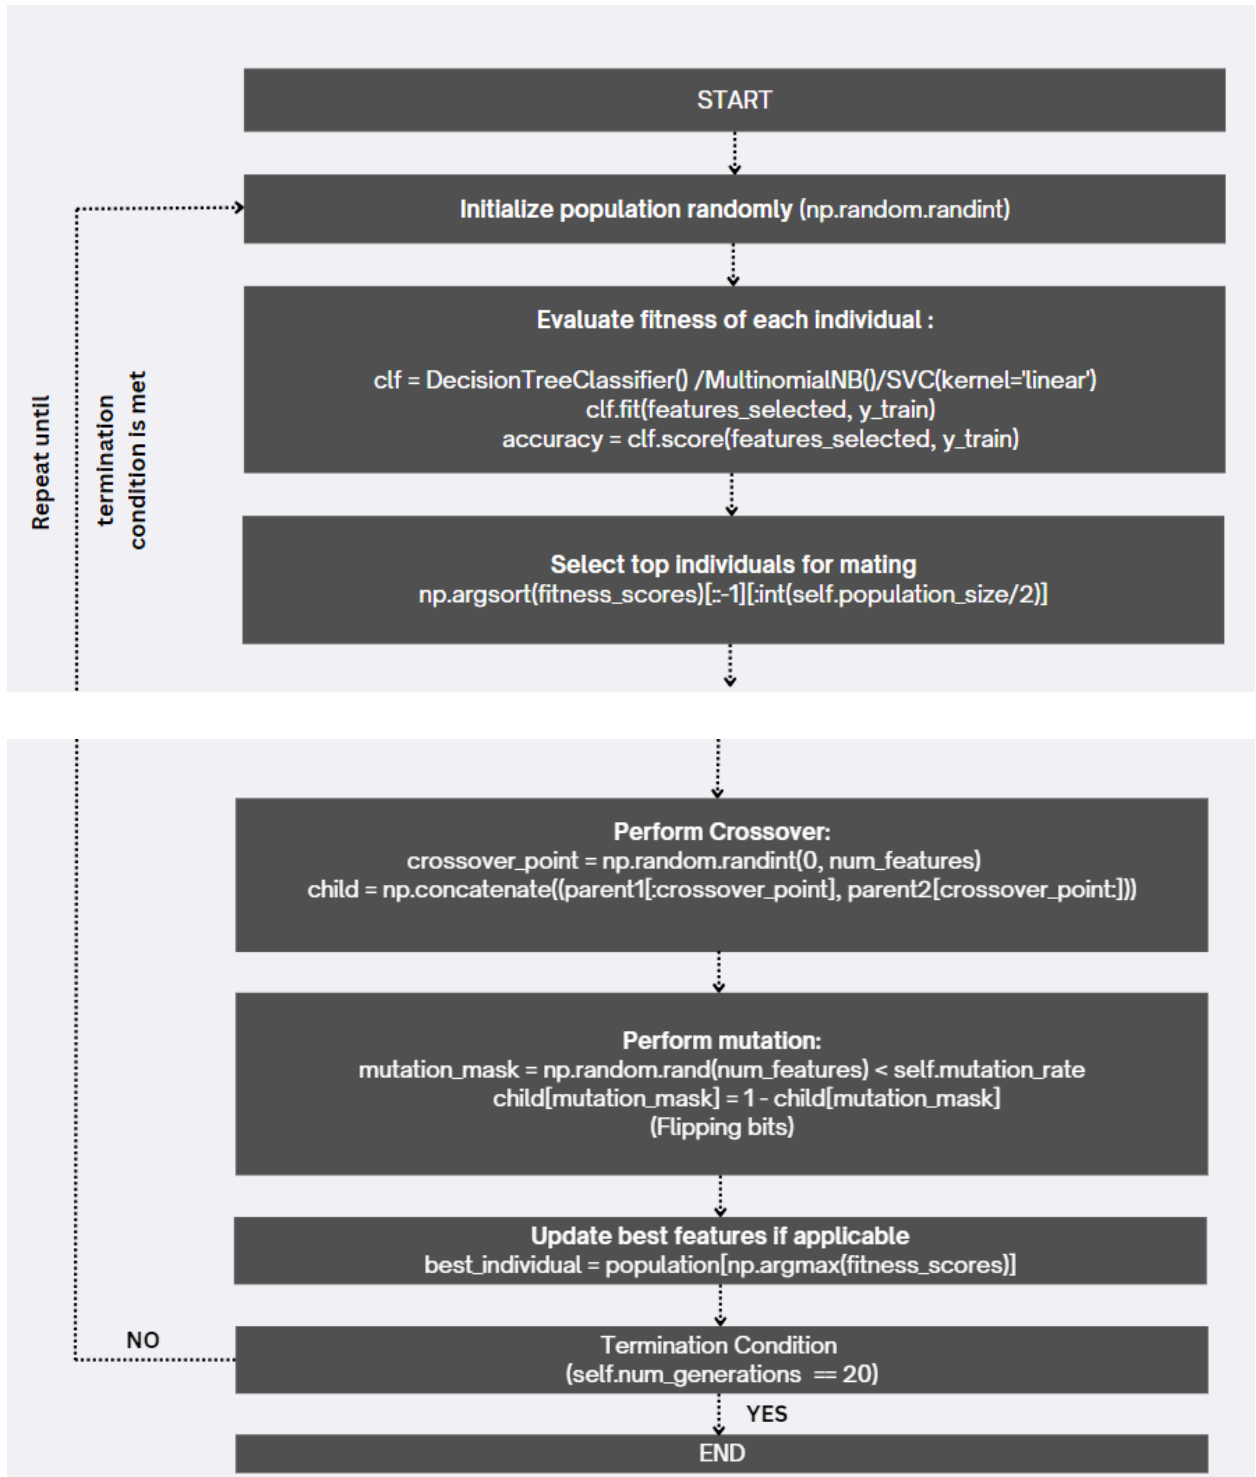 START
Initialize population randomly (np.random.randint)
Evaluate fitness of each individual :
clf = DecisionTreeClassifier() /MultinomialNB()/SVC(kernel='linear')
clf.fit(features_selected, y_train)
accuracy = clf.score(features_selected, y_train)
Repeat until
termination
condition is met
Select top individuals for mating
np.argsort(fitness_scores)[::-1][:int(self.population_size/2)]
Perform Crossover:
crossover_point = np.random.randint(0, num_features)
child = np.concatenate((parent1[:crossover_point], parent2[crossover_point:]))
Perform mutation:
mutation_mask = np.random.rand(num_features) < self.mutation_rate
child[mutation_mask] = 1 - child[mutation_mask]
(Flipping bits)
Update best features if applicable
best_individual = population[np.argmax(fitness_scores)]
NO
Termination Condition
(self.num_generations == 20)
YES
END